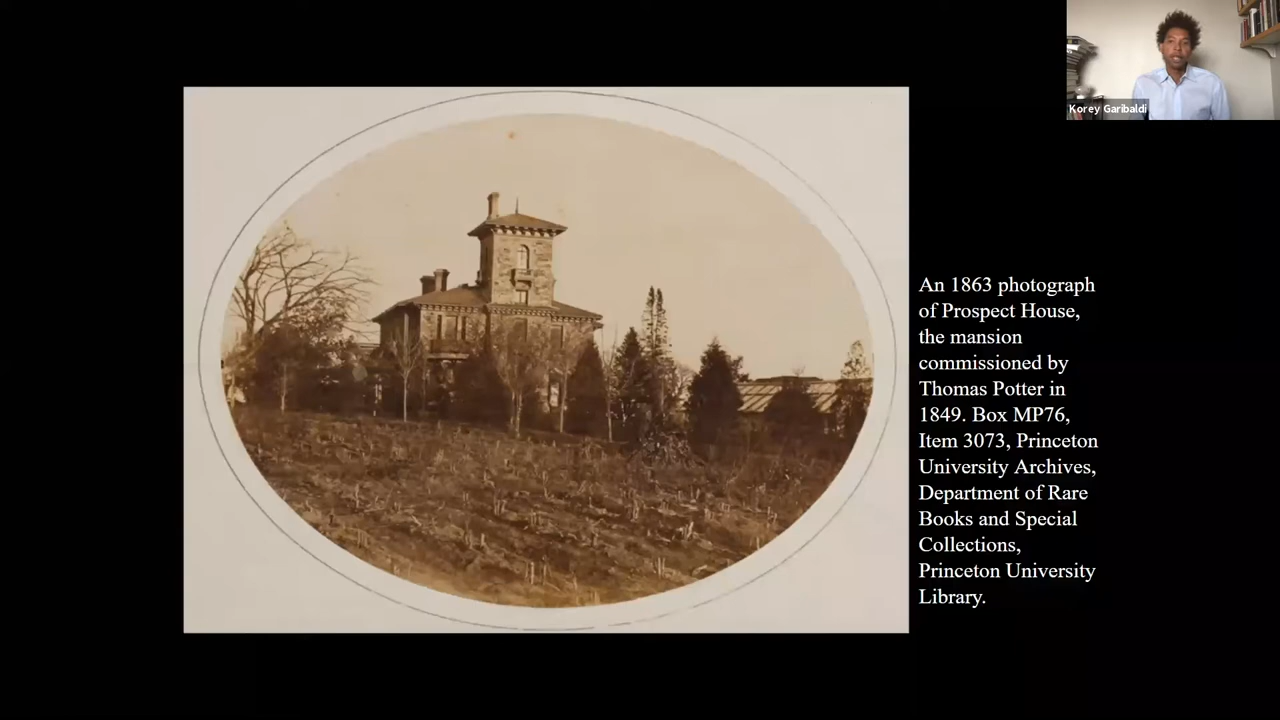 Korey Garibaldi
An 1863 photograph
of Prospect House,
the mansion
commissioned by
Thomas Potter in
1849. Box MP76,
Item 3073, Princeton
University Archives,
Department of Rare
Books and Special
Collections,
Princeton University
Library.